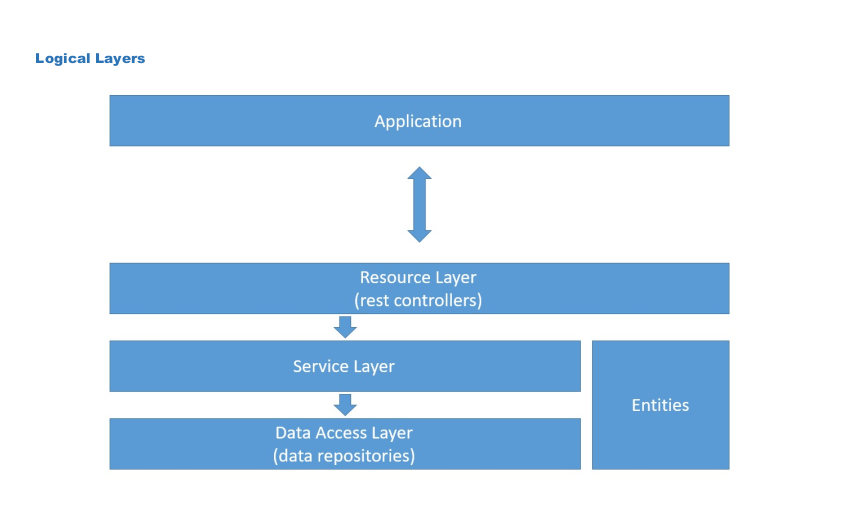 Logical Layers
Application
Resource Layer
(rest controllers)
Service Layer
Entities
Data Access Layer
(data repositories)